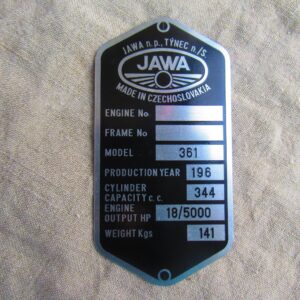 JAWA n.p., TÝNEC n/S.
JAWA
MADE IN CZECHOSLOVAKIA
ENGINE No
FRAME No
MODEL 361
PRODUCTION YEAR 196
CYLINDER CAPACITY c.c. 344
ENGINE OUTPUT HP 18/5000
WEIGHT Kgs 141